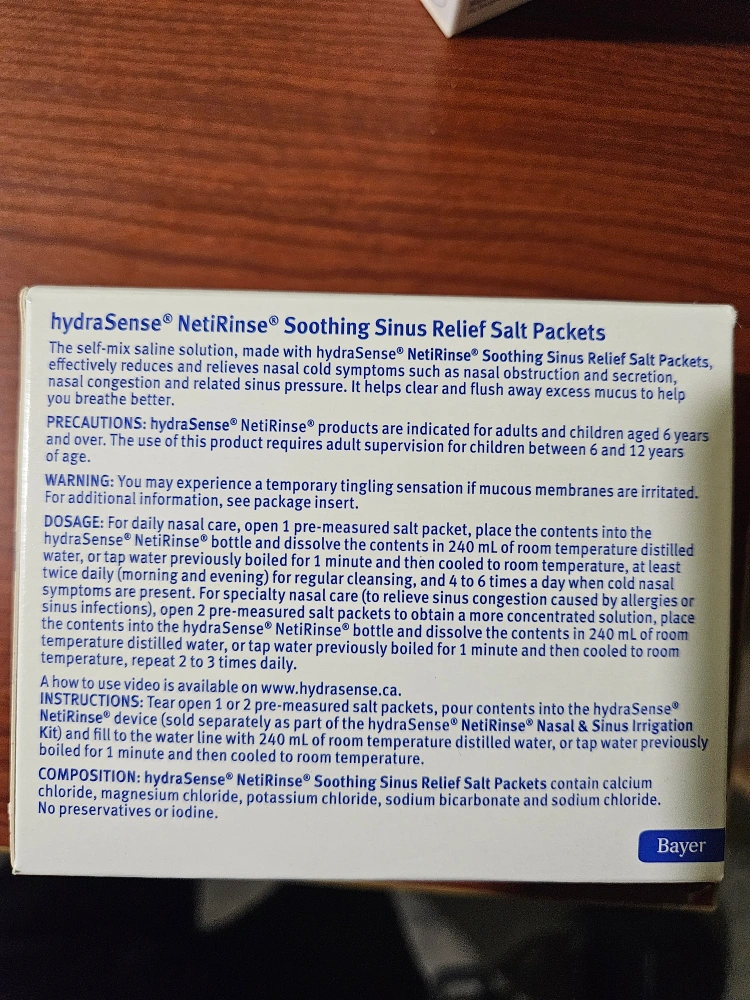 hydraSense® NetiRinse® Soothing Sinus Relief Salt Packets
The self-mix saline solution, made with hydraSense® NetiRinse® Soothing Sinus Relief Salt Packets,
effectively reduces and relieves nasal cold symptoms such as nasal obstruction and secretion,
nasal congestion and related sinus pressure. It helps clear and flush away excess mucus to help
you breathe better.
PRECAUTIONS: hydraSense® NetiRinse® products are indicated for adults and children aged 6 years
and over. The use of this product requires adult supervision for children between 6 and 12 years
of age.
WARNING: You may experience a temporary tingling sensation if mucous membranes are irritated.
For additional information, see package insert.
DOSAGE: For daily nasal care, open 1 pre-measured salt packet, place the contents into the
hydraSense® NetiRinse® bottle and dissolve the contents in 240 mL of room temperature distilled
water, or tap water previously boiled for 1 minute and then cooled to room temperature, at least
twice daily (morning and evening) for regular cleansing, and 4 to 6 times a day when cold nasal
symptoms are present. For specialty nasal care (to relieve sinus congestion caused by allergies or
sinus infections), open 2 pre-measured salt packets to obtain a more concentrated solution, place
the contents into the hydraSense® NetiRinse® bottle and dissolve the contents in 240 mL of room
temperature distilled water, or tap water previously boiled for 1 minute and then cooled to room
temperature, repeat 2 to 3 times daily.
A how to use video is available on www.hydrasense.ca.
INSTRUCTIONS: Tear open 1 or 2 pre-measured salt packets, pour contents into the hydraSense®
NetiRinse® device (sold separately as part of the hydraSense® NetiRinse® Nasal & Sinus Irrigation
Kit) and fill to the water line with 240 mL of room temperature distilled water, or tap water previously
boiled for 1 minute and then cooled to room temperature.
COMPOSITION: hydraSense® NetiRinse® Soothing Sinus Relief Salt Packets contain calcium
chloride, magnesium chloride, potassium chloride, sodium bicarbonate and sodium chloride.
No preservatives or iodine.
Bayer